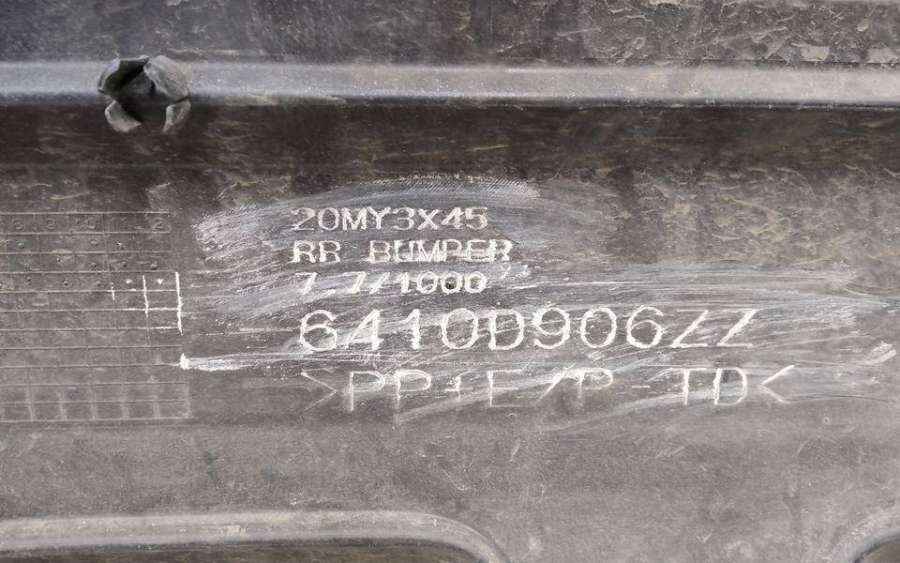 20MY3X45
RR BUMPER
7.7/1000
6410D906ZZ
>PP+E/P-TD<